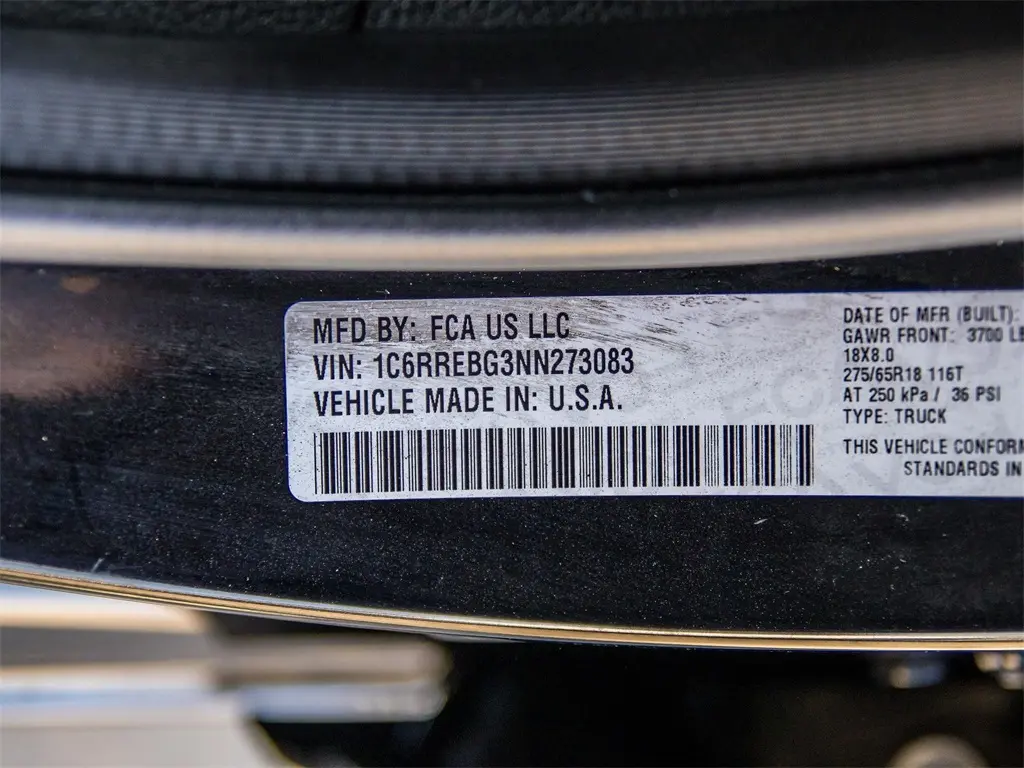 MFD BY: FCA US LLC
VIN: 1C6RREBG3NN273083
VEHICLE MADE IN: U.S.A.
DATE OF MFR (BUILT):
GAWR FRONT: 3700 LB
18X8.0
275/65R18 116T
AT 250 kPa / 36 PSI
TYPE: TRUCK
THIS VEHICLE CONFORM
STANDARDS IN